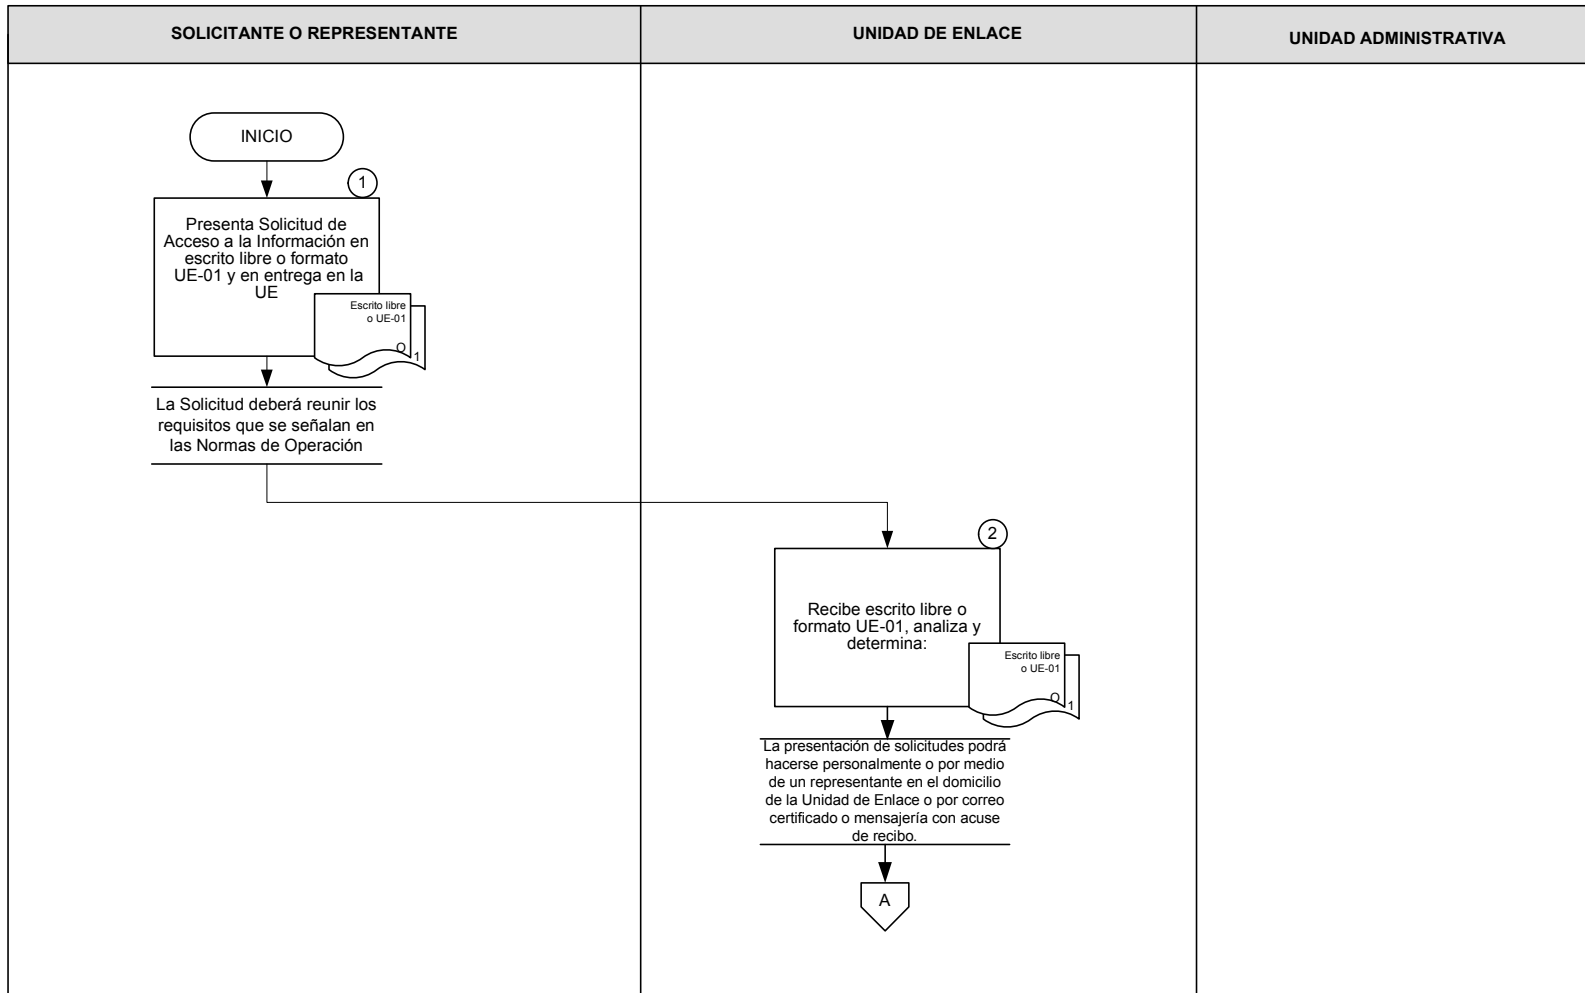 SOLICITANTE O REPRESENTANTE
UNIDAD DE ENLACE
UNIDAD ADMINISTRATIVA
INICIO
1
Presenta Solicitud de
Acceso a la Información en
escrito libre o formato
UE-01 y en entrega en la
UE
Escrito libre
o UE-01
O
1
La Solicitud deberá reunir los
requisitos que se señalan en
las Normas de Operación
2
Recibe escrito libre o
formato UE-01, analiza y
determina:
Escrito libre
o UE-01
O
1
La presentación de solicitudes podrá
hacerse personalmente o por medio
de un representante en el domicilio
de la Unidad de Enlace o por correo
certificado o mensajería con acuse
de recibo.
A